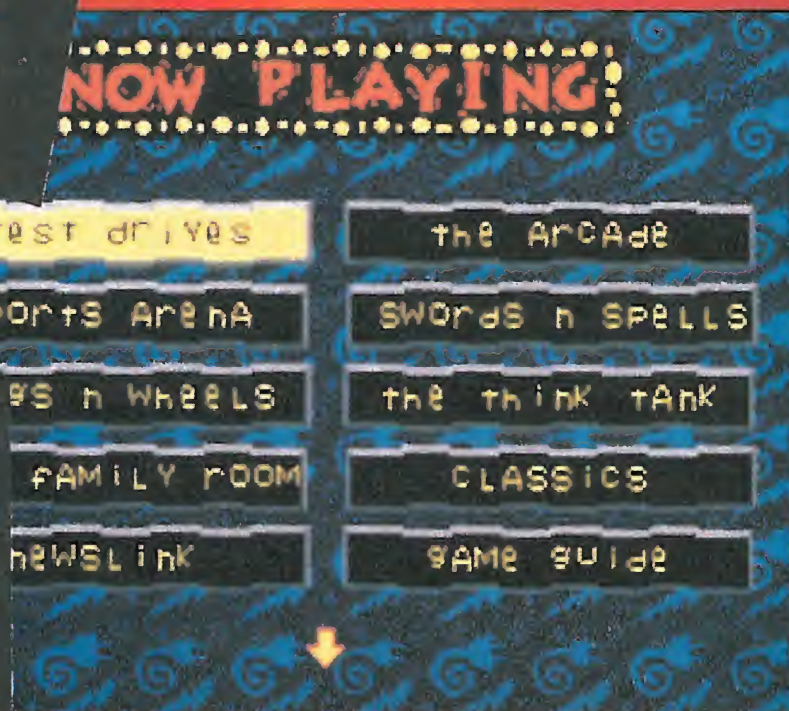 NOW PLAYING
est drives
the ArcAde
orts ArenA
swords n spells
gs n wheels
the think tAnk
fAMiLY rooM
CLASSiCS
newsLink
gAMe guide